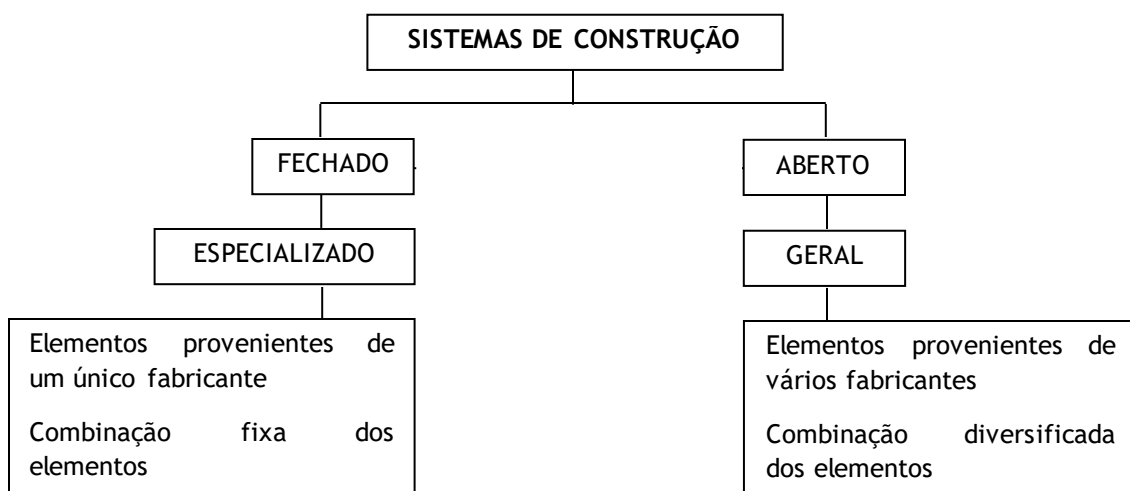 SISTEMAS DE CONSTRUÇÃO
FECHADO
ABERTO
ESPECIALIZADO
GERAL
Elementos provenientes de
um único fabricante
Combinação fixa dos
elementos
Elementos provenientes de
vários fabricantes
Combinação diversificada
dos elementos